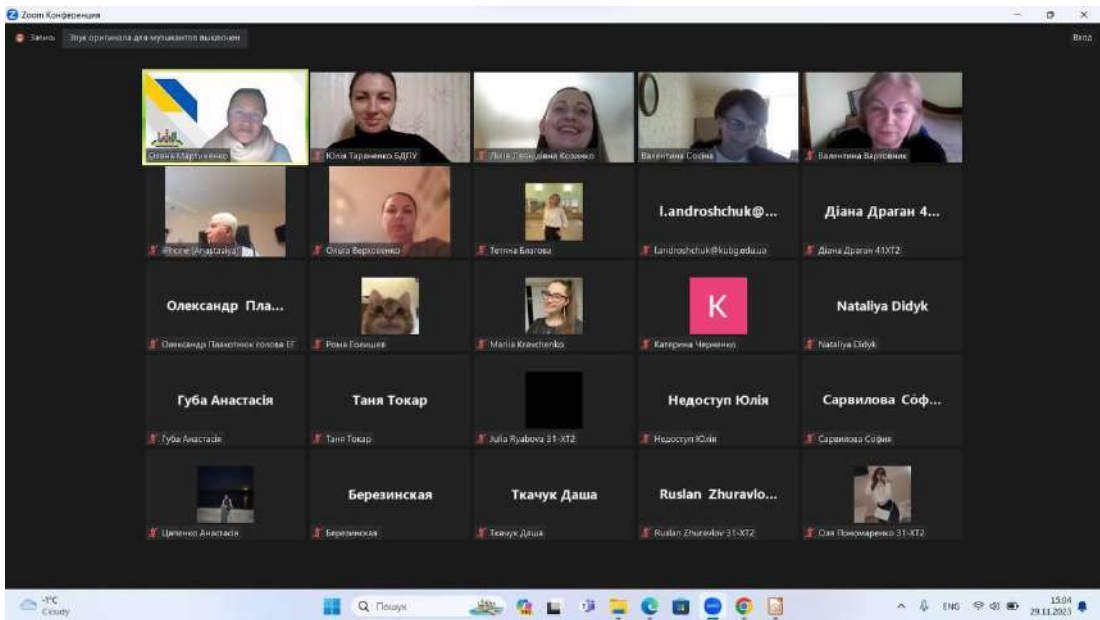 Zoom Конференция
Запись
Звук оригинала для музыкантов выключен
Вход
Олена Мартиненко
Юлія Тараненко БДПУ
Лілія Леонідівна Козинко
Валентина Сосіна
Валентина Вартовник
iPhone (Anastasiya)
Ольга Верховенко
Тетяна Благова
l.androshchuk@...
l.androshchuk@kubg.edu.ua
Діана Драган 4...
Діана Драган 41ХТ2
Олександр Пла...
Олександр Плахотнюк голова ЕГ
Рома Голишев
Mariia Kravchenko
K
Катерина Черненко
Nataliya Didyk
Nataliya Didyk
Губа Анастасія
Губа Анастасія
Таня Токар
Таня Токар
Julia Ryabova 31-XT2
Недоступ Юлія
Недоступ Юлія
Сарвилова Соф...
Сарвилова София
Цепенко Анастасія
Березинская
Березинская
Ткачук Даша
Ткачук Даша
Ruslan Zhuravlo...
Ruslan Zhuravlov 31-XT2
Оля Пономаренко 31-ХТ2
-1°C
Cloudy
Пошук
ENG
15:04
29.11.2023